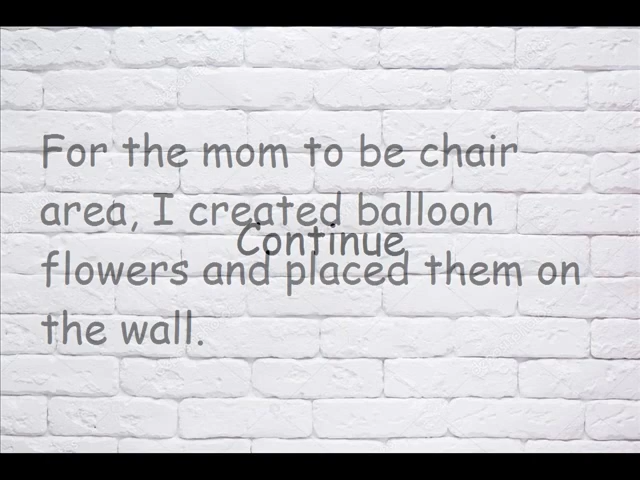 For the mom to be chair
area, I created balloon
Continue
flowers and placed them on
the wall.